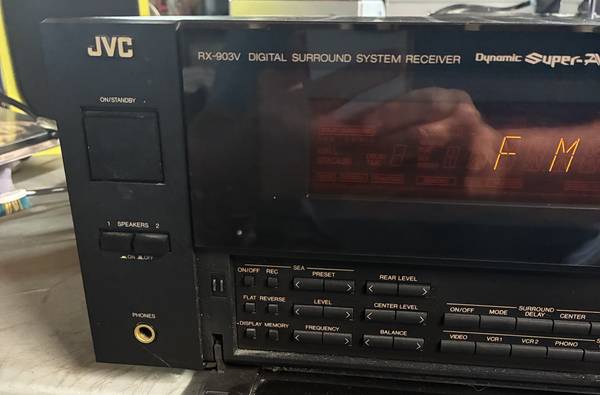 JVC
RX-903V DIGITAL SURROUND SYSTEM RECEIVER
Dynamic Super-A
ON/STANDBY
F M
1 SPEAKERS 2
ON OFF
PHONES
ON/OFF REC SEA PRESET REAR LEVEL
FLAT REVERSE LEVEL CENTER LEVEL
DISPLAY MEMORY FREQUENCY BALANCE
ON/OFF MODE SURROUND DELAY CENTER
VIDEO VCR1 VCR2 PHONO